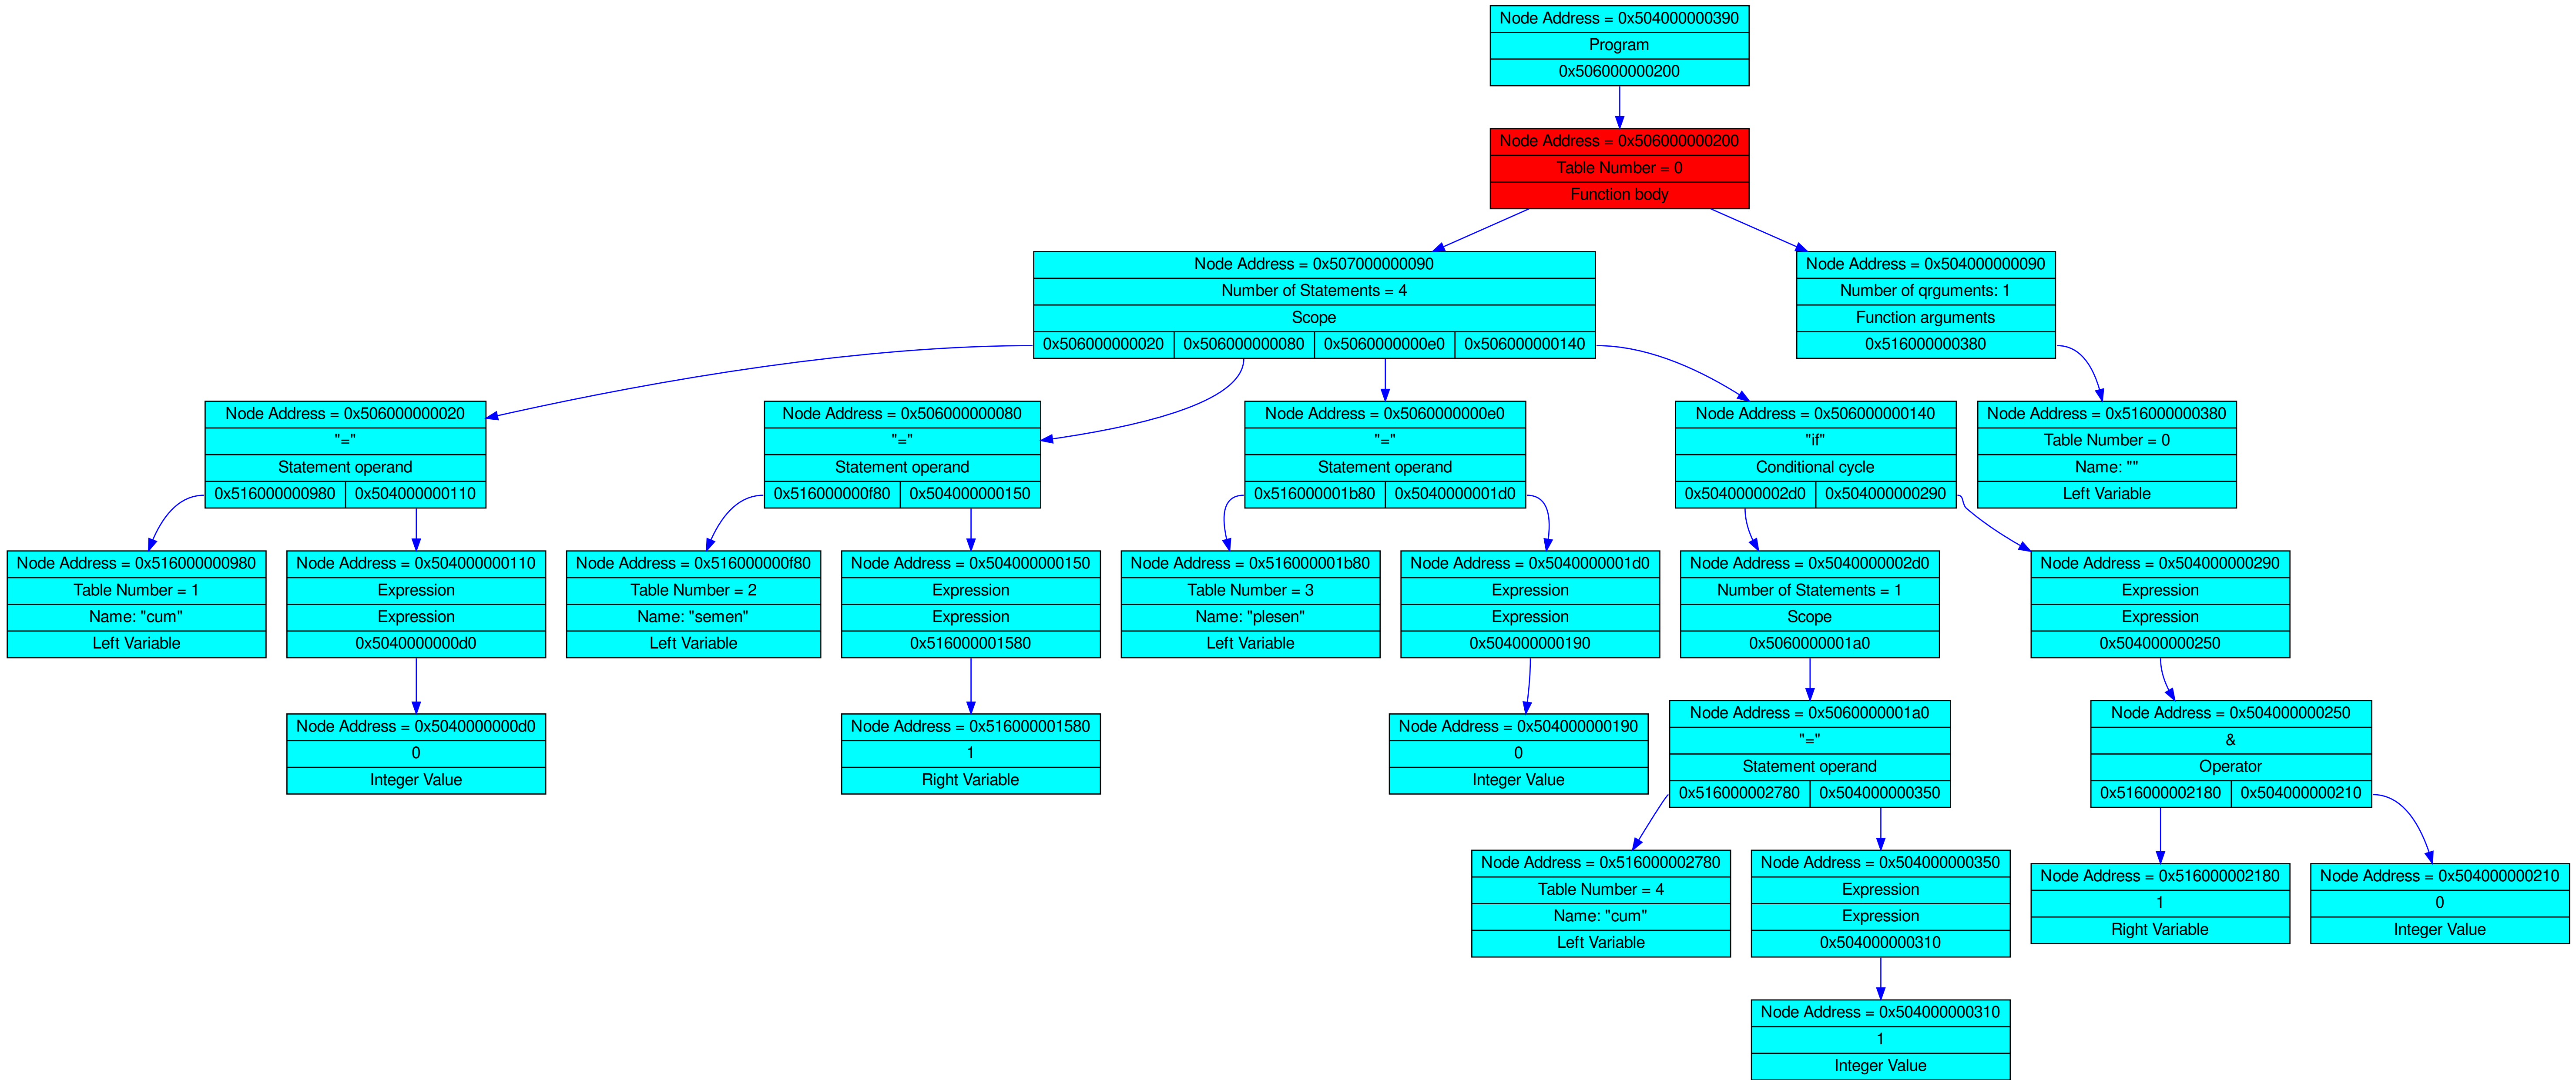 Node Address = 0x504000000390
Program
0x506000000200
Node Address = 0x506000000200
Table Number = 0
Function body
Node Address = 0x507000000090
Number of Statements = 4
Scope
0x506000000020 0x506000000080 0x5060000000e0 0x506000000140
Node Address = 0x504000000090
Number of qrguments: 1
Function arguments
0x516000000380
Node Address = 0x506000000020
"="
Statement operand
0x516000000980 0x504000000110
Node Address = 0x506000000080
"="
Statement operand
0x516000000f80 0x504000000150
Node Address = 0x5060000000e0
"="
Statement operand
0x516000001b80 0x5040000001d0
Node Address = 0x506000000140
"if"
Conditional cycle
0x5040000002d0 0x504000000290
Node Address = 0x516000000380
Table Number = 0
Name: ""
Left Variable
Node Address = 0x516000000980
Table Number = 1
Name: "cum"
Left Variable
Node Address = 0x504000000110
Expression
Expression
0x5040000000d0
Node Address = 0x516000000f80
Table Number = 2
Name: "semen"
Left Variable
Node Address = 0x504000000150
Expression
Expression
0x516000001580
Node Address = 0x516000001b80
Table Number = 3
Name: "plesen"
Left Variable
Node Address = 0x5040000001d0
Expression
Expression
0x504000000190
Node Address = 0x5040000002d0
Number of Statements = 1
Scope
0x5060000001a0
Node Address = 0x504000000290
Expression
Expression
0x504000000250
Node Address = 0x5040000000d0
0
Integer Value
Node Address = 0x516000001580
1
Right Variable
Node Address = 0x504000000190
0
Integer Value
Node Address = 0x5060000001a0
"="
Statement operand
0x516000002780 0x504000000350
Node Address = 0x504000000250
&
Operator
0x516000002180 0x504000000210
Node Address = 0x516000002780
Table Number = 4
Name: "cum"
Left Variable
Node Address = 0x504000000350
Expression
Expression
0x504000000310
Node Address = 0x516000002180
1
Right Variable
Node Address = 0x504000000210
0
Integer Value
Node Address = 0x504000000310
1
Integer Value